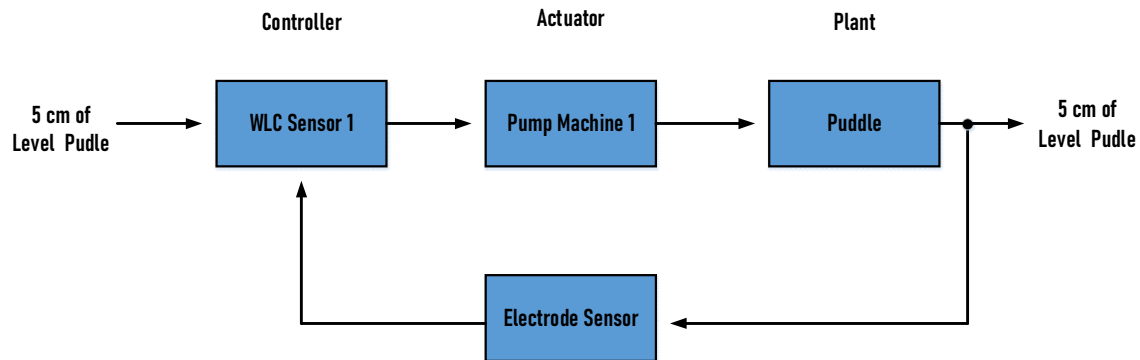 Controller
Actuator
Plant
5 cm of
Level Pudle
WLC Sensor 1
Pump Machine 1
Puddle
5 cm of
Level Pudle
Electrode Sensor